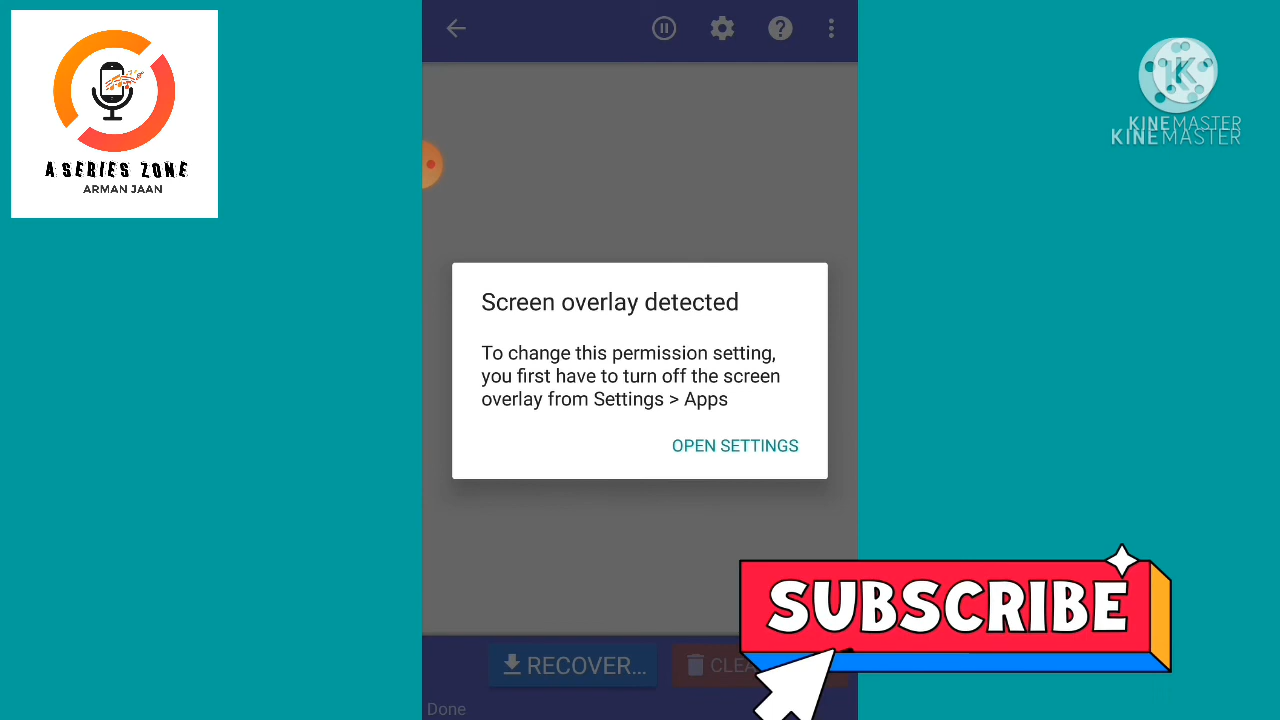 A SERIES ZONE
ARMAN JAAN
KINEMASTER
KINEMASTER
Screen overlay detected
To change this permission setting,
you first have to turn off the screen
overlay from Settings > Apps
OPEN SETTINGS
SUBSCRIBE
RECOVER...
CLEA
Done